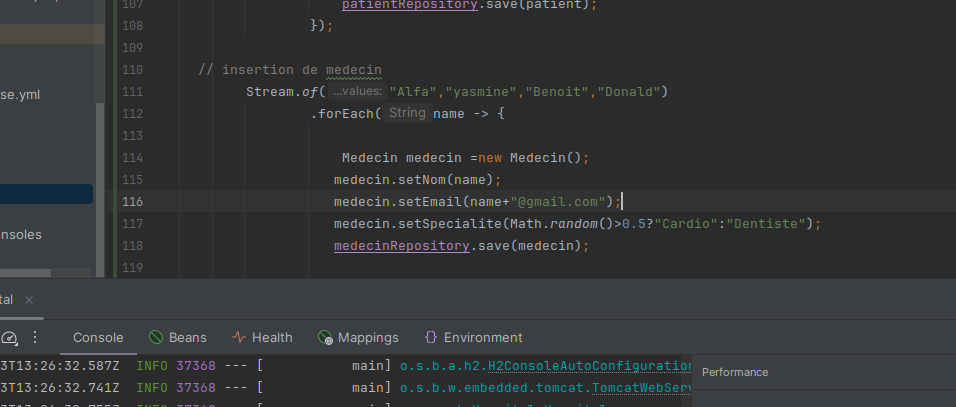 107 patientRepository.save(patient);
108 });
109
110 // insertion de medecin
se.yml
111 Stream.of( ...values: "Alfa","yasmine","Benoit","Donald")
112 .forEach( String name -> {
113
114 Medecin medecin =new Medecin();
115 medecin.setNom(name);
116 medecin.setEmail(name+"@gmail.com");
117 medecin.setSpecialite(Math.random()>0.5?"Cardio":"Dentiste");
nsoles
118 medecinRepository.save(medecin);
119
tal ×
Console Beans Health Mappings Environment
3T13:26:32.587Z INFO 37368 --- [ main] o.s.b.a.h2.H2ConsoleAutoConfiguration
Performance
3T13:26:32.741Z INFO 37368 --- [ main] o.s.b.w.embedded.tomcat.TomcatWebServ